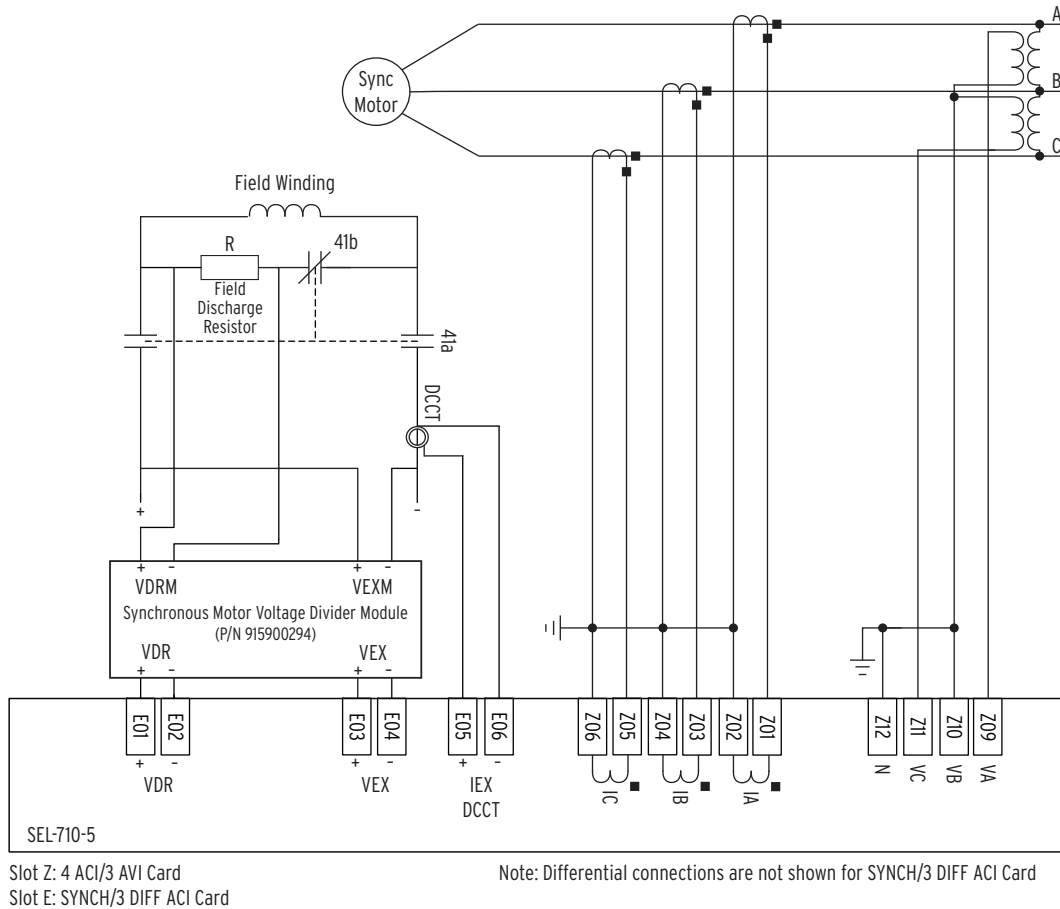 A
B
C
Sync
Motor
Field Winding
R
41b
Field
Discharge
Resistor
41a
DCCT
+
-
+ - + -
VDRM VEXM
Synchronous Motor Voltage Divider Module
(P/N 915900294)
VDR VEX
+ - + -
E01 E02 E03 E04 E05 E06 Z06 Z05 Z04 Z03 Z02 Z01 Z12 Z11 Z10 Z09
+ - + - + -
VDR VEX IEX
DCCT
IC IB IA N VC VB VA
SEL-710-5
Slot Z: 4 ACI/3 AVI Card
Slot E: SYNCH/3 DIFF ACI Card
Note: Differential connections are not shown for SYNCH/3 DIFF ACI Card